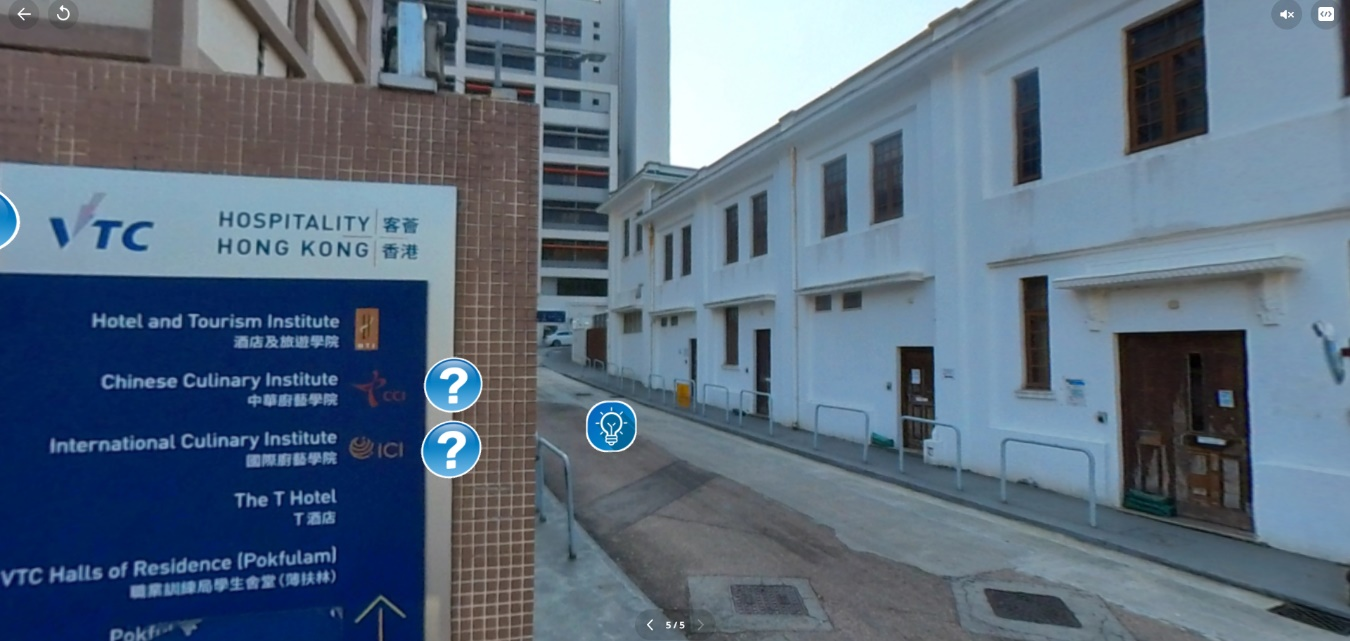 VTC
HOSPITALITY 客薈
HONG KONG 香港
Hotel and Tourism Institute
酒店及旅遊學院
Chinese Culinary Institute
中華廚藝學院
CCI
International Culinary Institute
國際廚藝學院
ICI
The T Hotel
T 酒店
VTC Halls of Residence (Pokfulam)
職業訓練局學生會堂 (薄扶林)
?
?
5 / 5